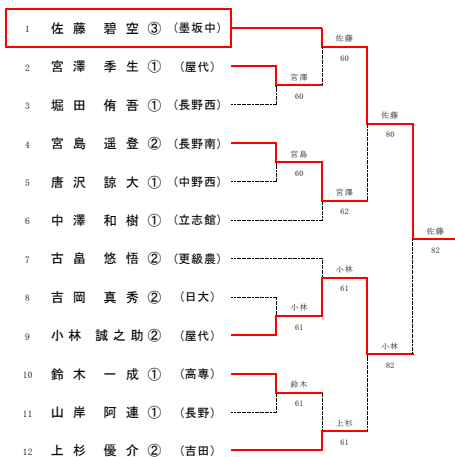 1 佐藤 碧空 ③ (墨坂中)
佐藤
60
2 宮澤 季生 ① (屋代)
宮澤
60
3 堀田 侑吾 ① (長野西)
佐藤
80
4 宮島 遥登 ② (長野南)
宮島
60
5 唐沢 諒大 ① (中野西)
宮澤
62
6 中澤 和樹 ① (立志館)
佐藤
82
7 古畠 悠悟 ② (更級農)
小林
61
8 吉岡 真秀 ② (日大)
小林
61
9 小林 誠之助 ② (屋代)
小林
82
10 鈴木 一成 ① (高専)
鈴木
61
11 山岸 阿連 ① (長野)
上杉
61
12 上杉 優介 ② (吉田)